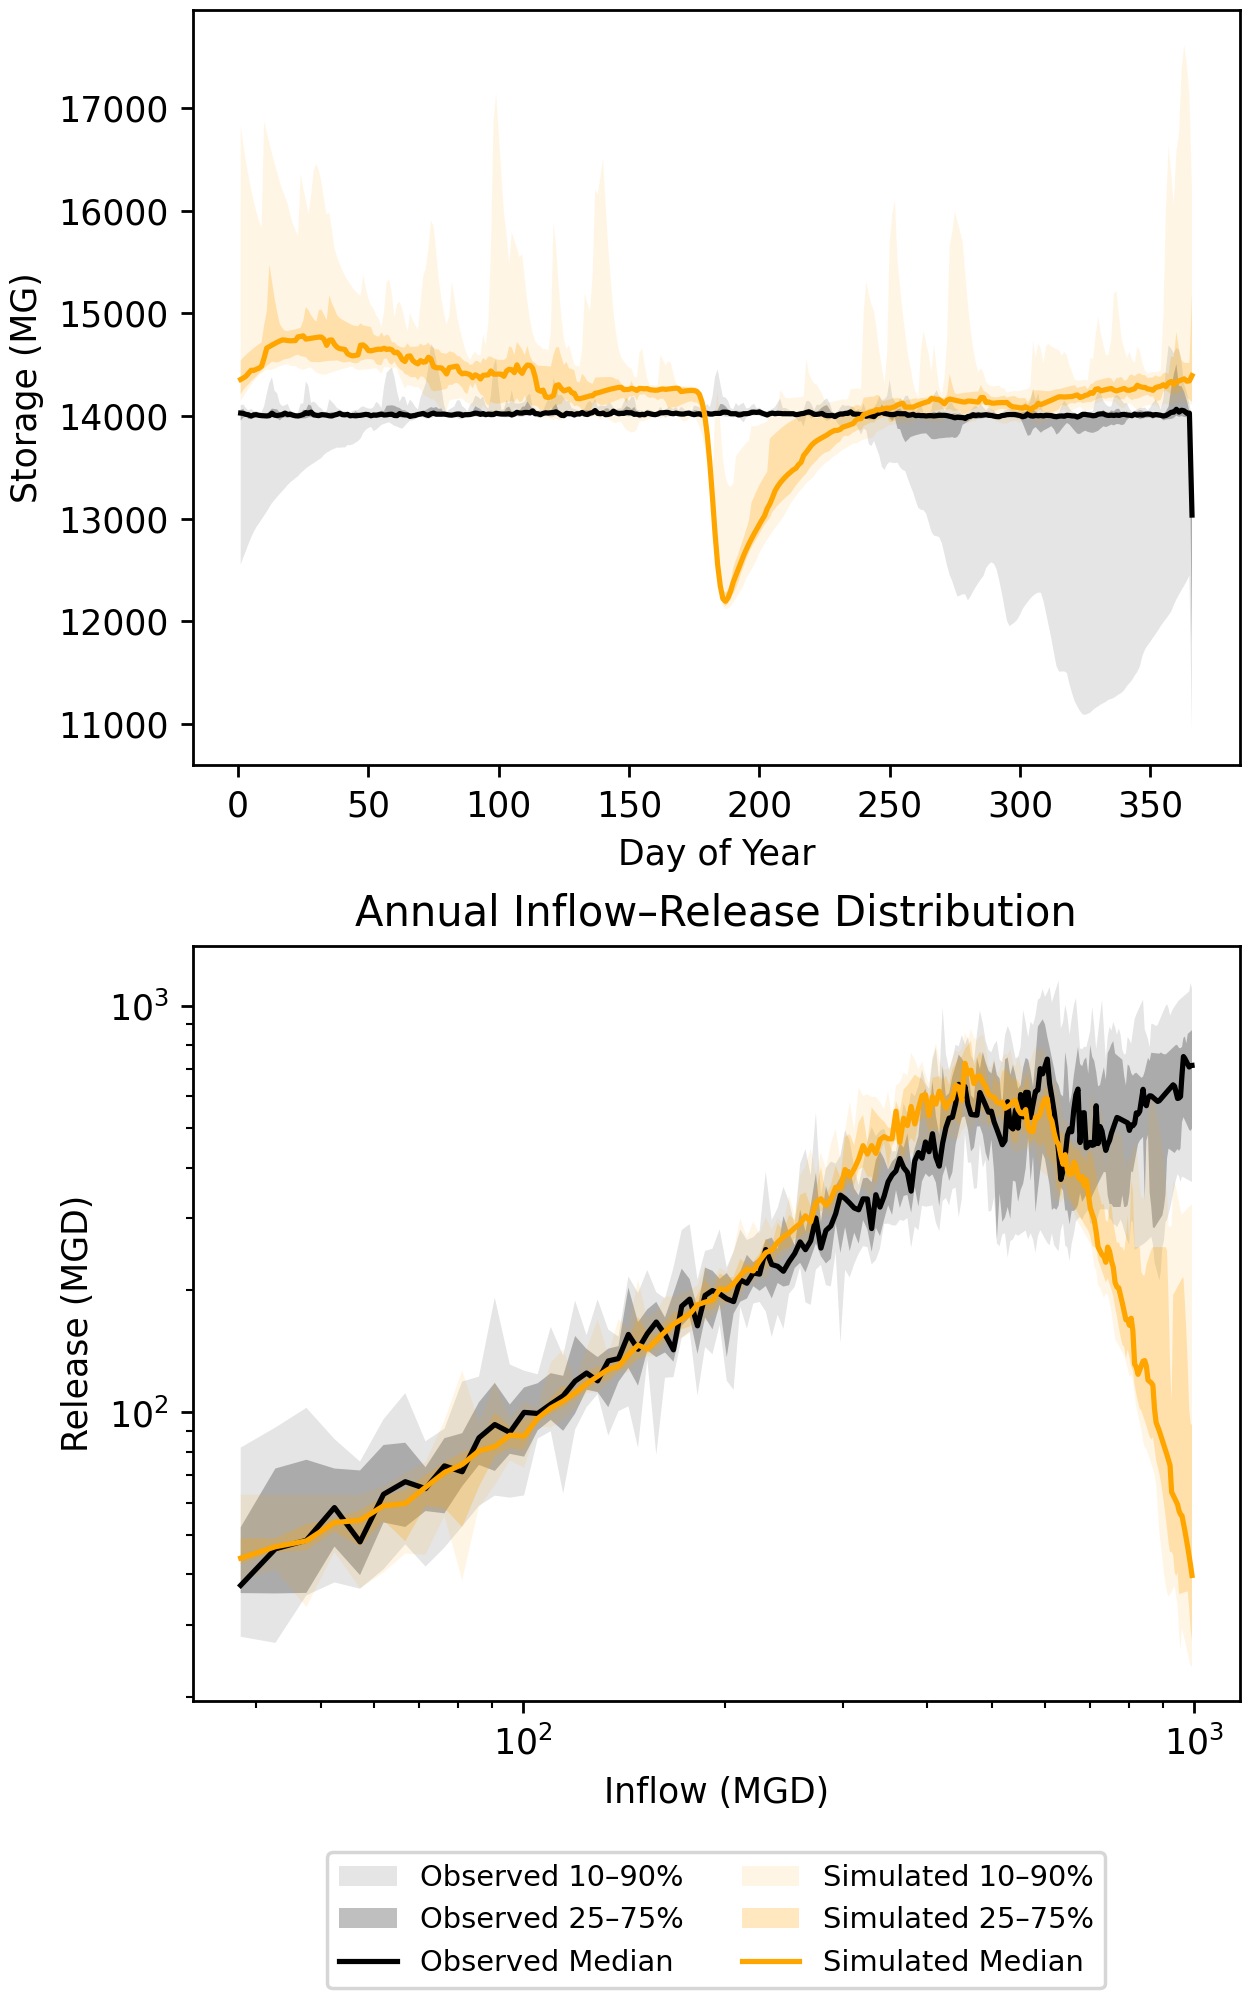 17000
16000
15000
14000
13000
12000
11000
Storage (MG)
0 50 100 150 200 250 300 350
Day of Year
Annual Inflow–Release Distribution
10³
10²
Release (MGD)
10² 10³
Inflow (MGD)
Observed 10–90% Simulated 10–90%
Observed 25–75% Simulated 25–75%
Observed Median Simulated Median